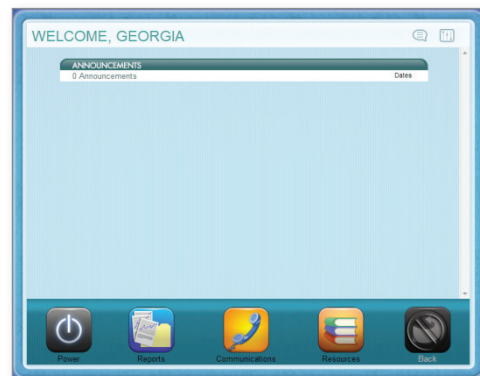 WELCOME, GEORGIA
ANNOUNCEMENTS
0 Announcements Dates
Power Reports Communications Resources Back